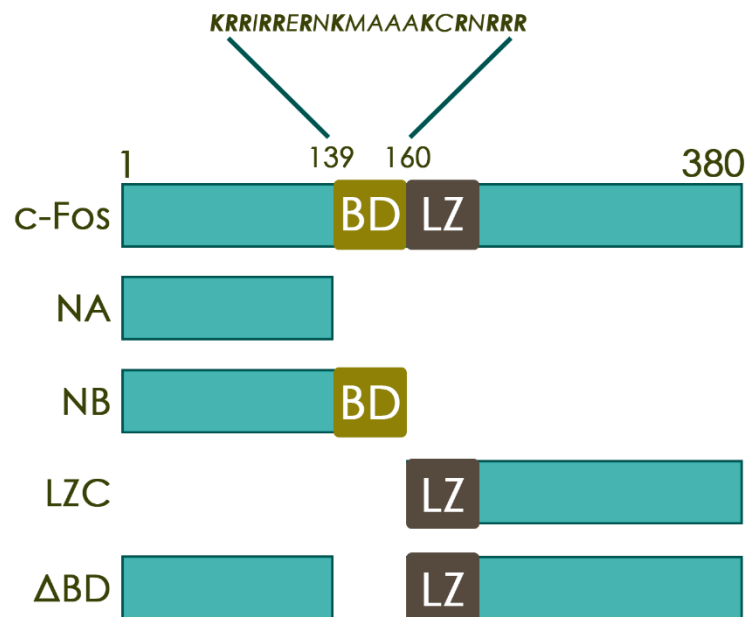 KRRIRRERNKMAAAKCRNRRR
139 160
1 380
c-Fos BD LZ
NA
NB BD
LZC LZ
ΔBD LZ